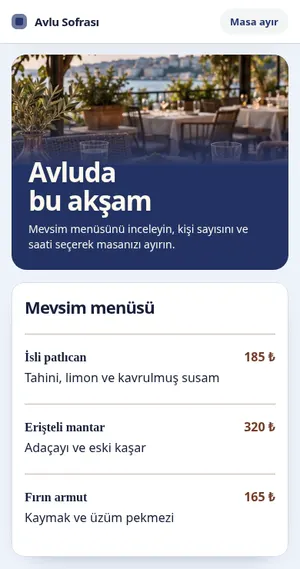 Avlu Sofrası
Masa ayır
Avluda
bu akşam
Mevsim menüsünü inceleyin, kişi sayısını ve
saati seçerek masanızı ayırın.
Mevsim menüsü
İsli patlıcan 185 ₺
Tahini, limon ve kavrulmuş susam
Erişteli mantar 320 ₺
Adaçayı ve eski kaşar
Fırın armut 165 ₺
Kaymak ve üzüm pekmezi